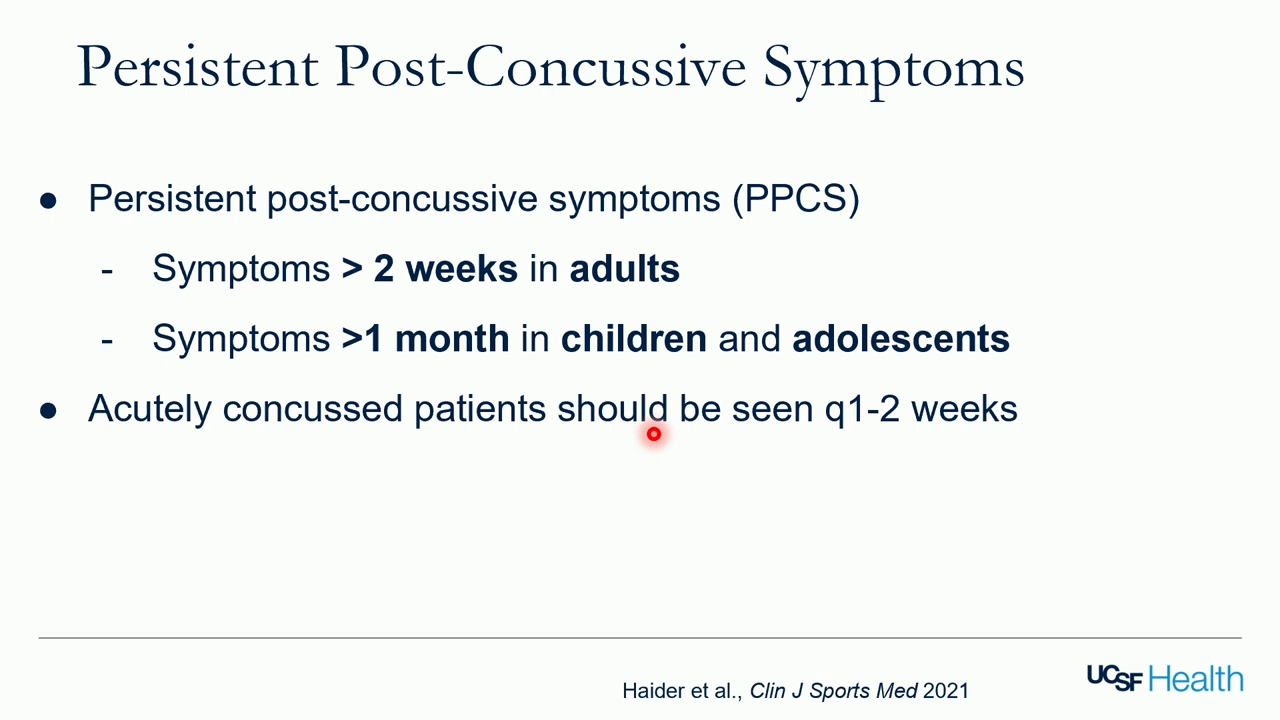 Persistent Post-Concussive Symptoms
● Persistent post-concussive symptoms (PPCS)
- Symptoms > 2 weeks in adults
- Symptoms >1 month in children and adolescents
● Acutely concussed patients should be seen q1-2 weeks
Haider et al., Clin J Sports Med 2021
UCSF Health